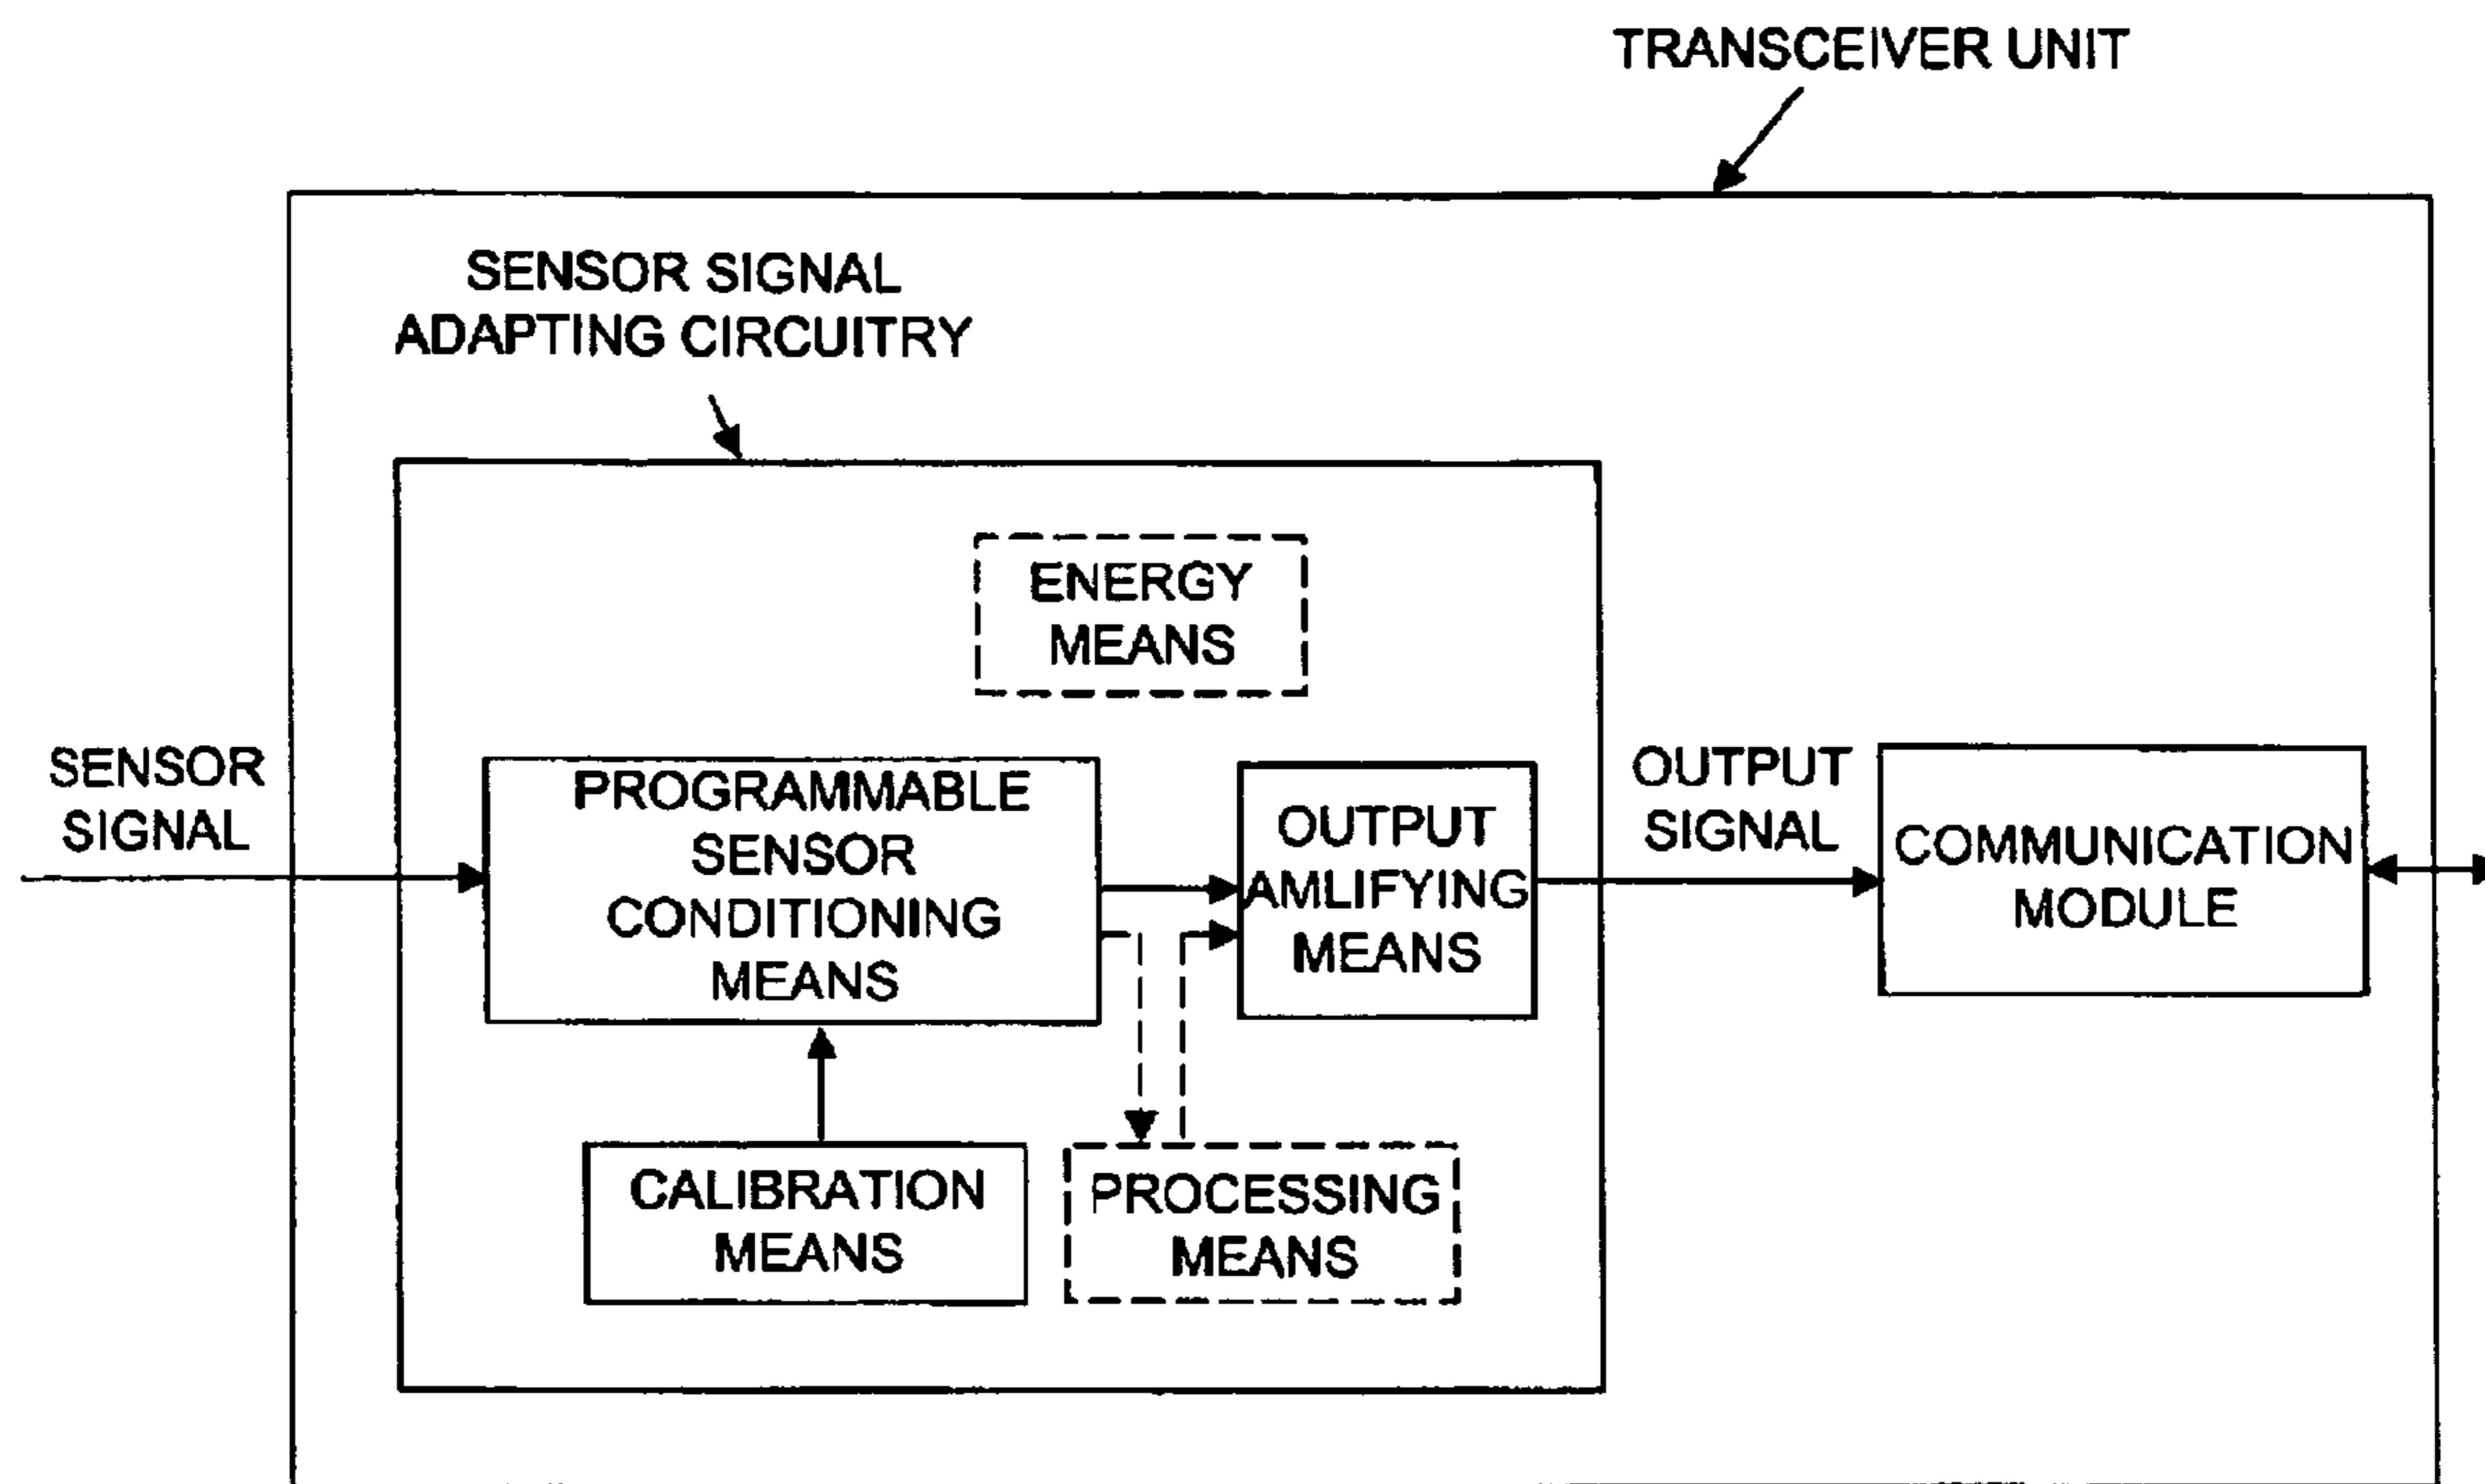 TRANSCEIVER UNIT
SENSOR SIGNAL
ADAPTING CIRCUITRY
ENERGY
MEANS
SENSOR
SIGNAL
PROGRAMMABLE
SENSOR
CONDITIONING
MEANS
OUTPUT
AMLIFYING
MEANS
OUTPUT
SIGNAL
COMMUNICATION
MODULE
CALIBRATION
MEANS
PROCESSING
MEANS